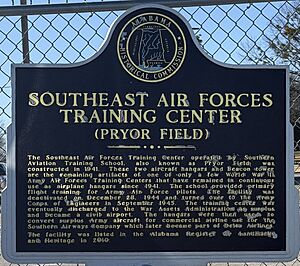 ALABAMA
HISTORICAL COMMISSION
SOUTHEAST AIR FORCES
TRAINING CENTER
(PRYOR FIELD)
The Southeast Air Forces Training Center operated by Southern
Aviation Training School, also known as Pryor Field, was
constructed in 1941. These two aircraft hangars and beacon tower
are the remaining artifacts of one of only a few World War II
Army Air Forces Training Centers that have remained in continuous
use as airplane hangars since 1941. The school provided primary
flight training for Army Air Force pilots. The facility was
deactivated on December 28, 1944 and turned over to the Army
Corps of Engineers in September 1945. The training center was
eventually discharged to the War Assets Administration as surplus
and became a civil airport. The hangars were then used to
convert surplus Army aircraft for commercial airline use for the
Southern Airways Company which later became part of Delta Airlines.
The facility was listed in the Alabama Register of Landmarks
and Heritage in 2010